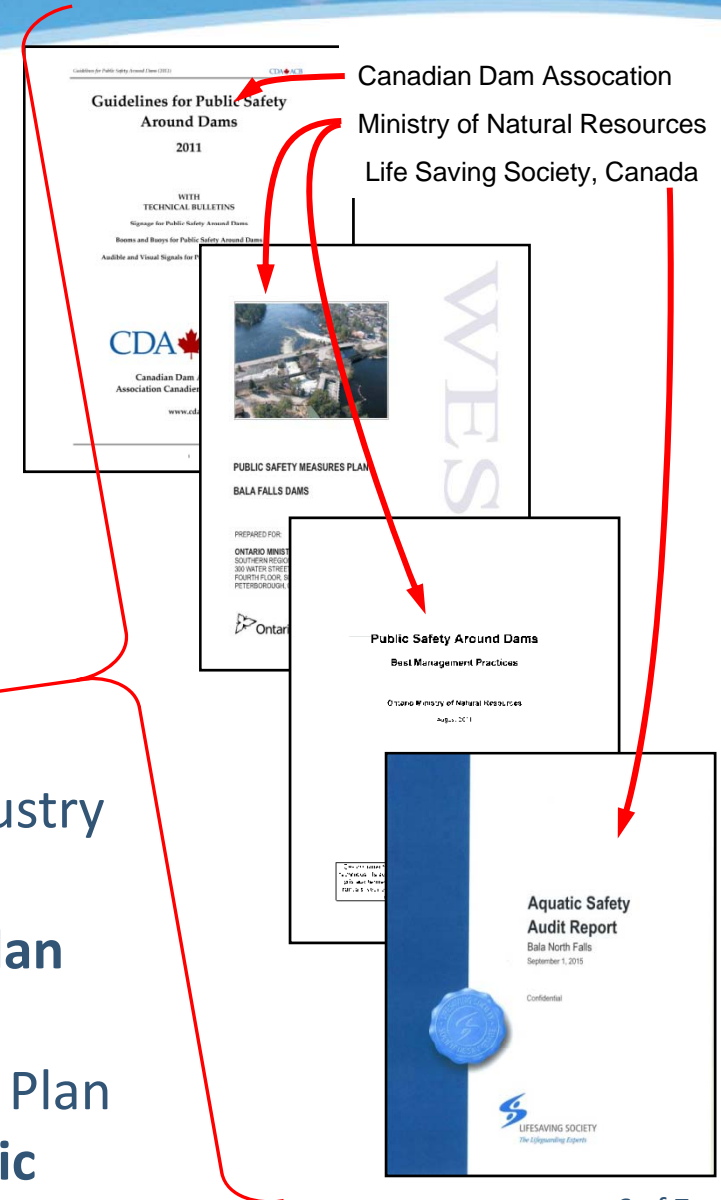 Canadian Dam Assocation
Ministry of Natural Resources
Life Saving Society, Canada
Guidelines for Public Safety Around Dams (2011)
CDA ACB
Guidelines for Public Safety
Around Dams
2011
WITH
TECHNICAL BULLETINS
Signage for Public Safety Around Dams
Booms and Buoys for Public Safety Around Dams
Audible and Visual Signals for P
CDA
Canadian Dam
Association Canadie
www.cda
1
WES
PUBLIC SAFETY MEASURES PLAN
BALA FALLS DAMS
PREPARED FOR:
ONTARIO MINIST
SOUTHERN REGIO
300 WATER STREET
FOURTH FLOOR, S
PETERBOROUGH,
Ontari
Public Safety Around Dams
Best Management Practices
Ontario Ministry of Natural Resources
August 2011
Aquatic Safety
Audit Report
Bala North Falls
September 1, 2015
Confidential
LIFESAVING SOCIETY
The Lifeguarding Experts
ustry
lan
Plan
ic